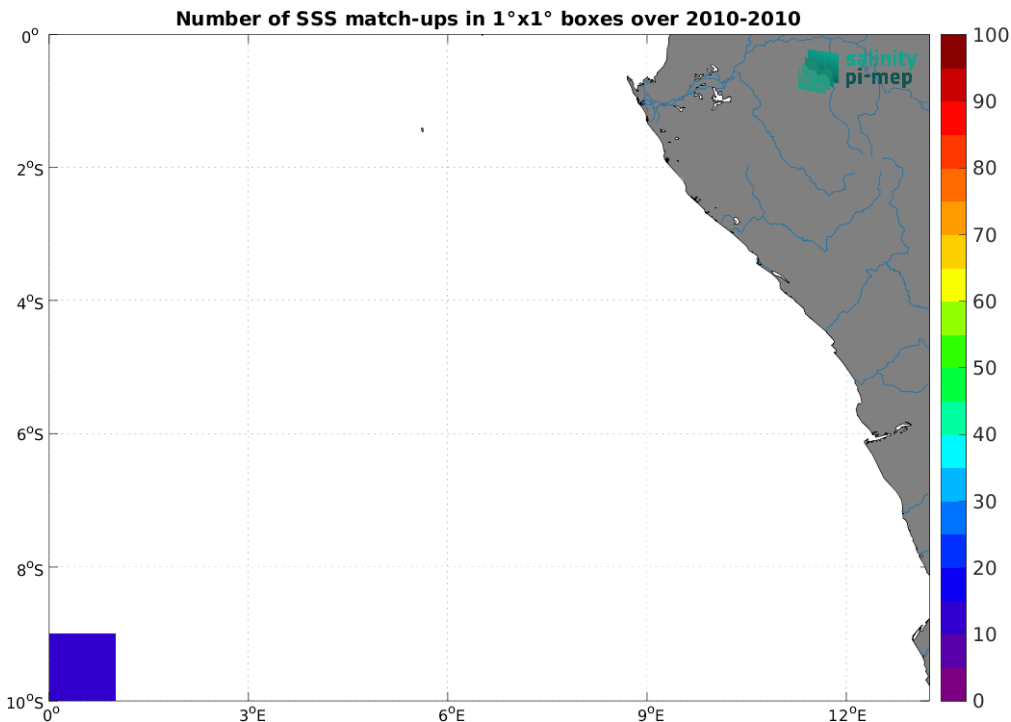 Number of SSS match-ups in 1°x1° boxes over 2010-2010
salinity
pi-mep
0°
2°S
4°S
6°S
8°S
10°S
0°
3°E
6°E
9°E
12°E
100
90
80
70
60
50
40
30
20
10
0